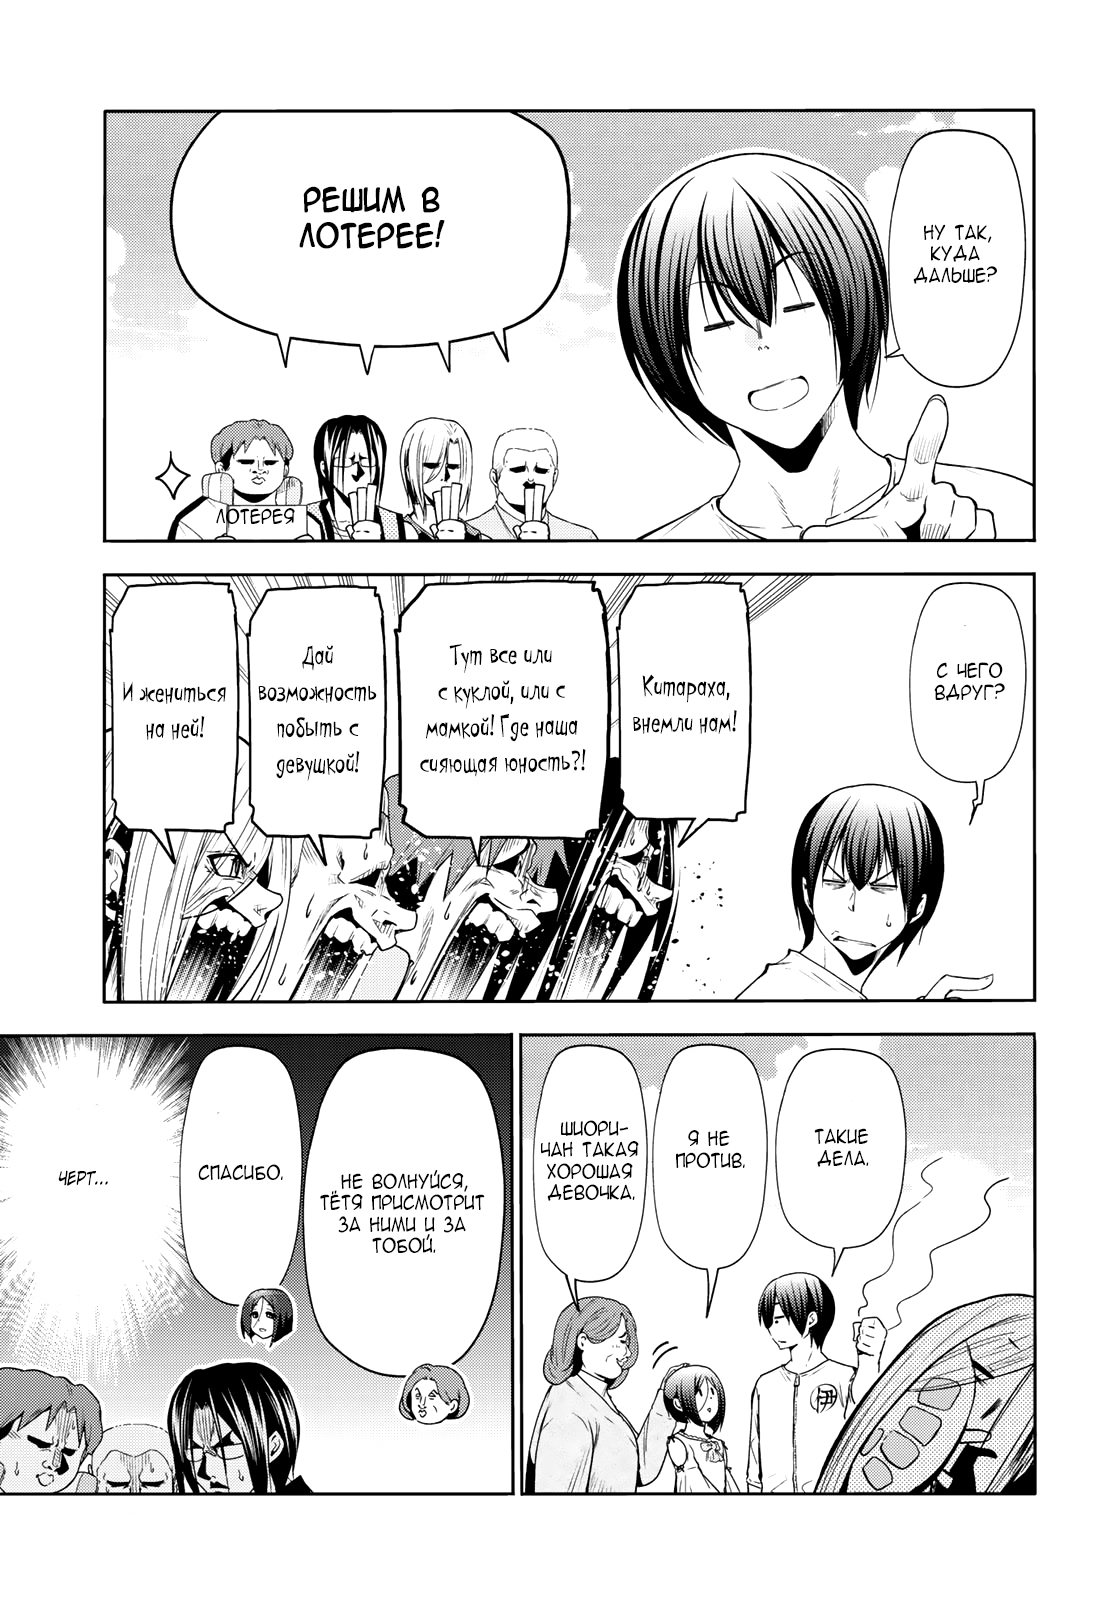 НУ ТАК,
КУДА
ДАЛЬШЕ?
РЕШИМ В
ЛОТЕРЕЕ!
ЛОТЕРЕЯ
С ЧЕГО
ВДРУГ?
Китараха,
внемли нам!
Тут все или
с куклой, или с
мамкой! Где наша
сияющая юность?!
Дай
возможность
побыть с
девушкой!
И жениться
на ней!
ТАКИЕ
ДЕЛА.
Я НЕ
ПРОТИВ.
ШИОРИ-
ЧАН ТАКАЯ
ХОРОШАЯ
ДЕВОЧКА.
НЕ ВОЛНУЙСЯ,
ТЁТЯ ПРИСМОТРИТ
ЗА НИМИ И ЗА
ТОБОЙ.
СПАСИБО.
ЧЕРТ...